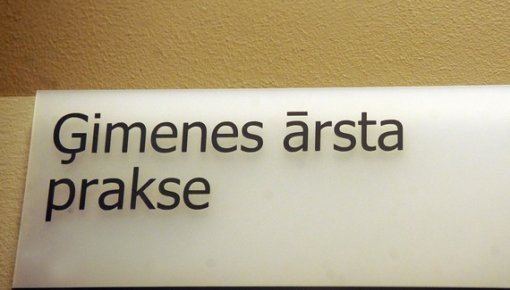 Ģimenes ārsta
prakse